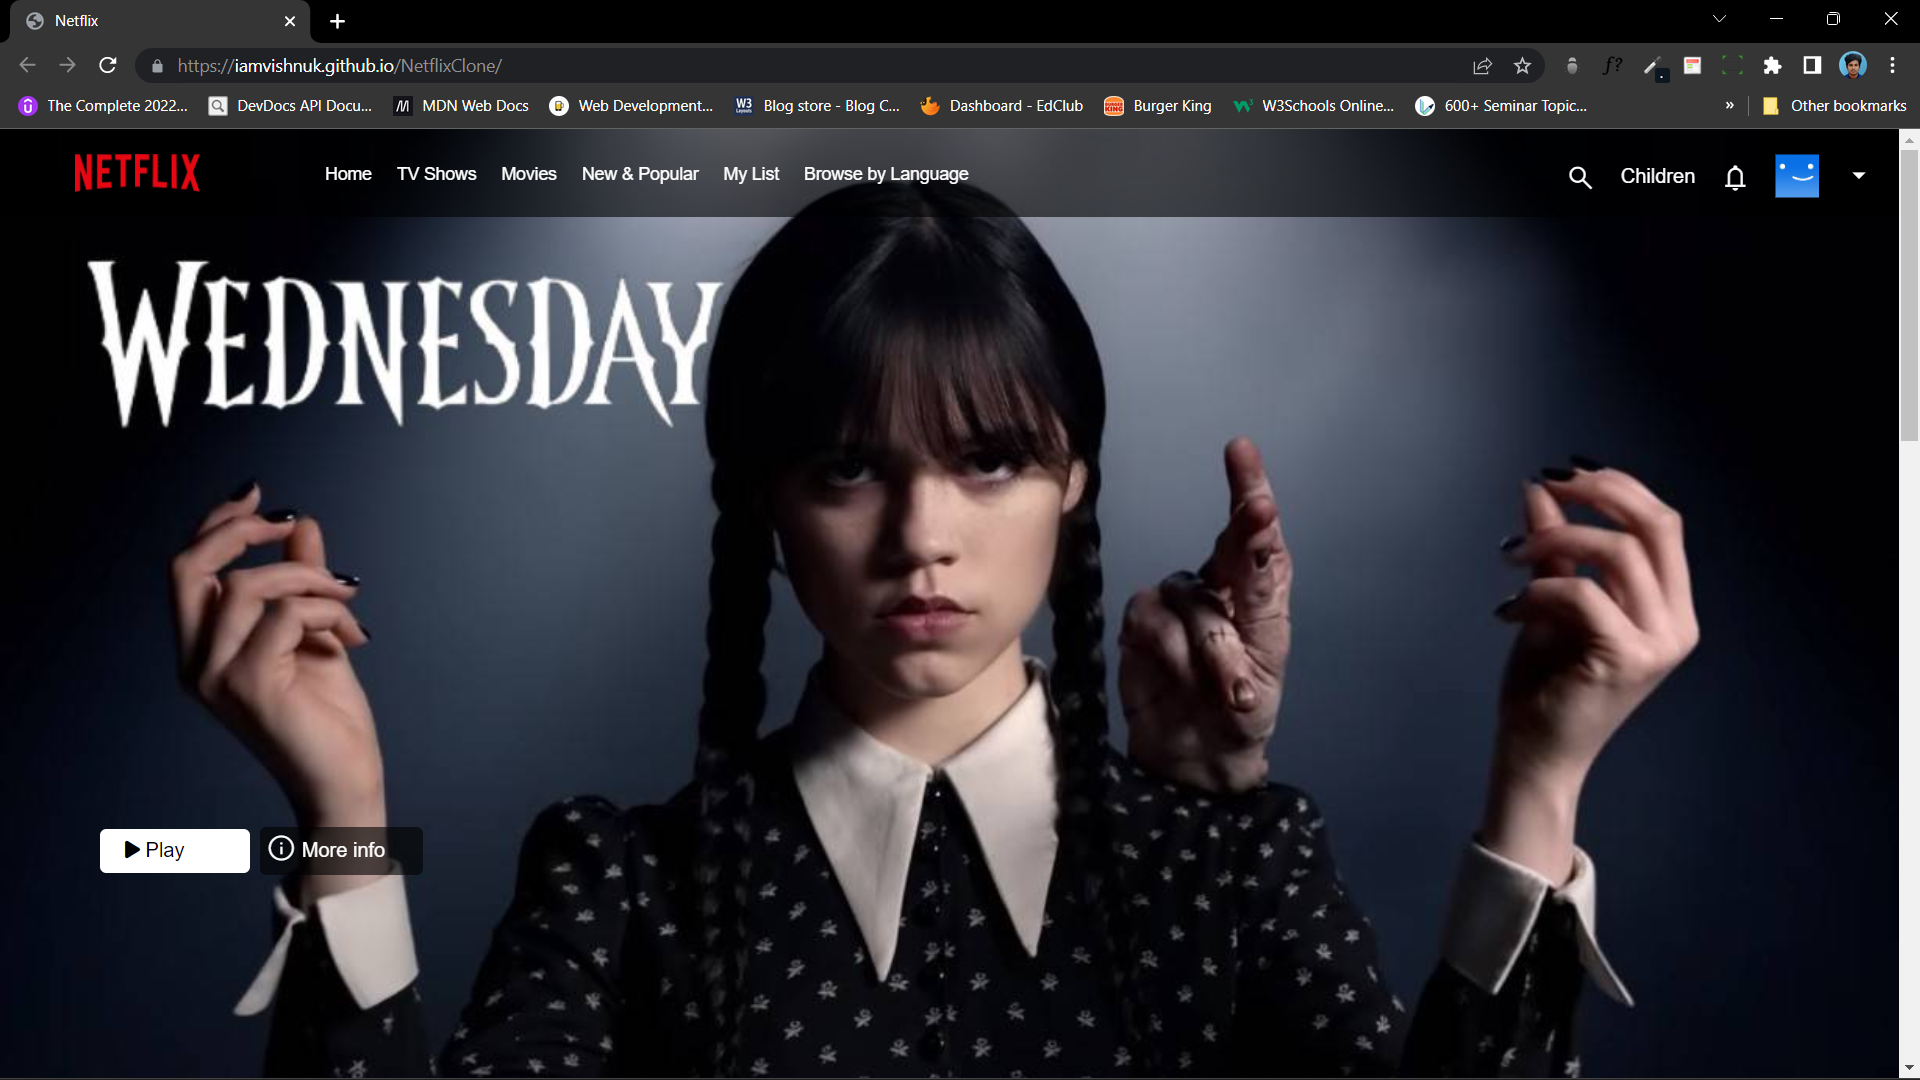 Netflix
https://iamvishnuk.github.io/NetflixClone/
f?
The Complete 2022... DevDocs API Docu... MDN Web Docs Web Development... W3 Blog store - Blog C... Dashboard - EdClub Burger King W3Schools Online... 600+ Seminar Topic... » Other bookmarks
NETFLIX Home TV Shows Movies New & Popular My List Browse by Language Children
WEDNESDAY
Play More info